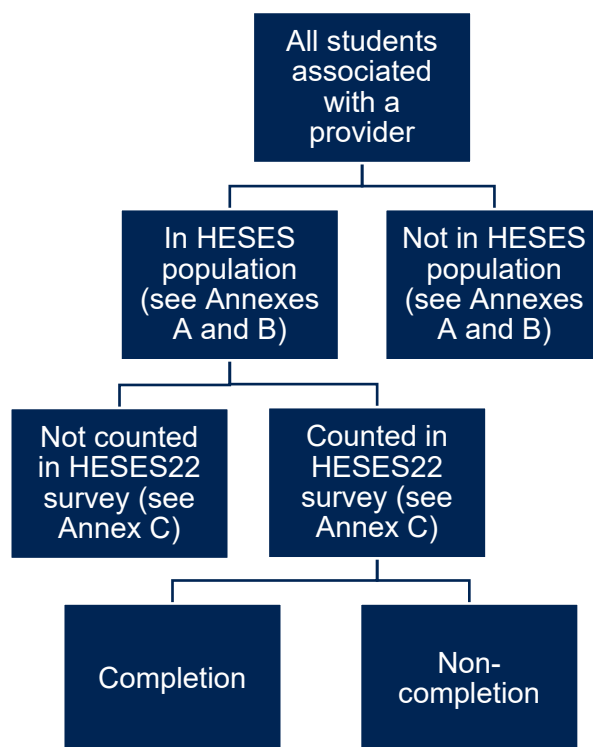 All students
associated
with a
provider
In HESES
population
(see Annexes
A and B)
Not in HESES
population
(see Annexes
A and B)
Not counted
in HESES22
survey (see
Annex C)
Counted in
HESES22
survey (see
Annex C)
Completion
Non-
completion